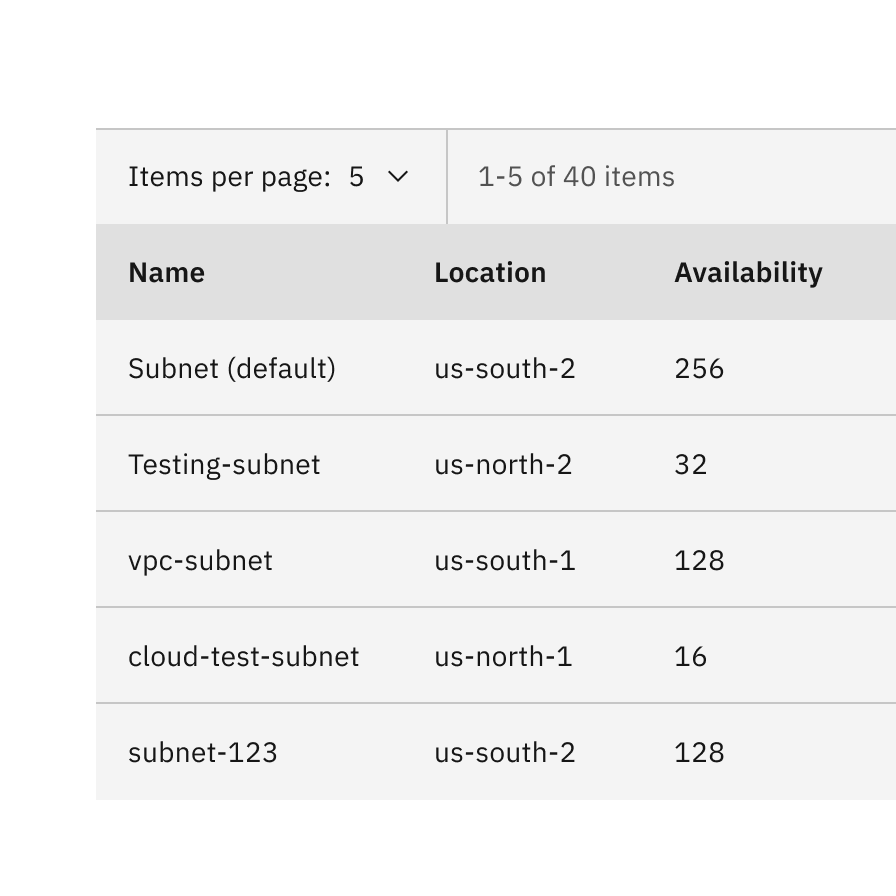 Items per page: 5 1-5 of 40 items
Name Location Availability
Subnet (default) us-south-2 256
Testing-subnet us-north-2 32
vpc-subnet us-south-1 128
cloud-test-subnet us-north-1 16
subnet-123 us-south-2 128